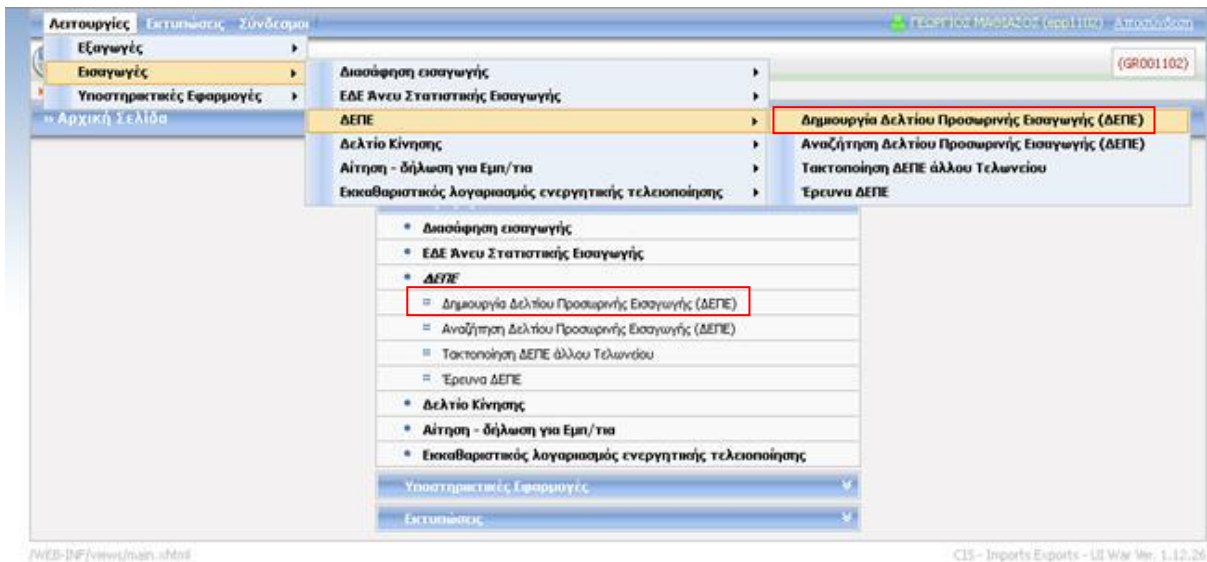 Λειτουργίες Εκτυπώσεις Σύνδεσμοι Αποσύνδεση
Εξαγωγές
Εισαγωγές
Υποστηρικτικές Εφαρμογές
(GR001102)
» Αρχική Σελίδα
Διασάφηση εισαγωγής
ΕΔΕ Άνευ Στατιστικής Εισαγωγής
ΔΕΠΕ
Δελτίο Κίνησης
Αίτηση - δήλωση για Εμπ/τια
Εκκαθαριστικός λογαριασμός ενεργητικής τελειοποίησης
Δημιουργία Δελτίου Προσωρινής Εισαγωγής (ΔΕΠΕ)
Αναζήτηση Δελτίου Προσωρινής Εισαγωγής (ΔΕΠΕ)
Τακτοποίηση ΔΕΠΕ άλλου Τελωνείου
Έρευνα ΔΕΠΕ
Διασάφηση εισαγωγής
ΕΔΕ Άνευ Στατιστικής Εισαγωγής
ΔΕΠΕ
Δημιουργία Δελτίου Προσωρινής Εισαγωγής (ΔΕΠΕ)
Αναζήτηση Δελτίου Προσωρινής Εισαγωγής (ΔΕΠΕ)
Τακτοποίηση ΔΕΠΕ άλλου Τελωνείου
Έρευνα ΔΕΠΕ
Δελτίο Κίνησης
Αίτηση - δήλωση για Εμπ/τια
Εκκαθαριστικός λογαριασμός ενεργητικής τελειοποίησης
Υποστηρικτικές Εφαρμογές
Εκτυπώσεις
/WEB-INF/views/main.xhtml
CIS - Imports Exports - UI War Ver. 1.12.26